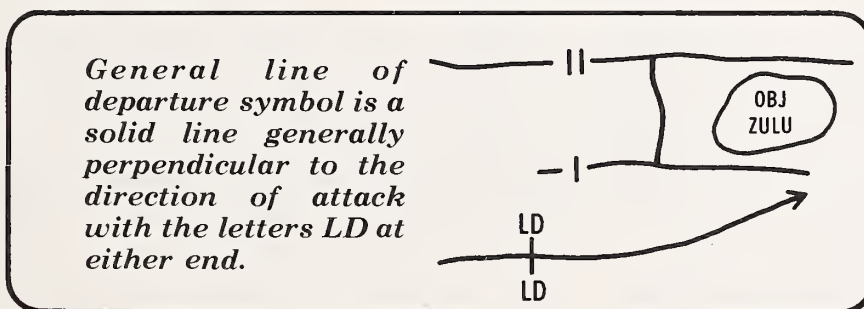 General line of
departure symbol is a
solid line generally
perpendicular to the
direction of attack
with the letters LD at
either end.
OBJ
ZULU
LD
LD